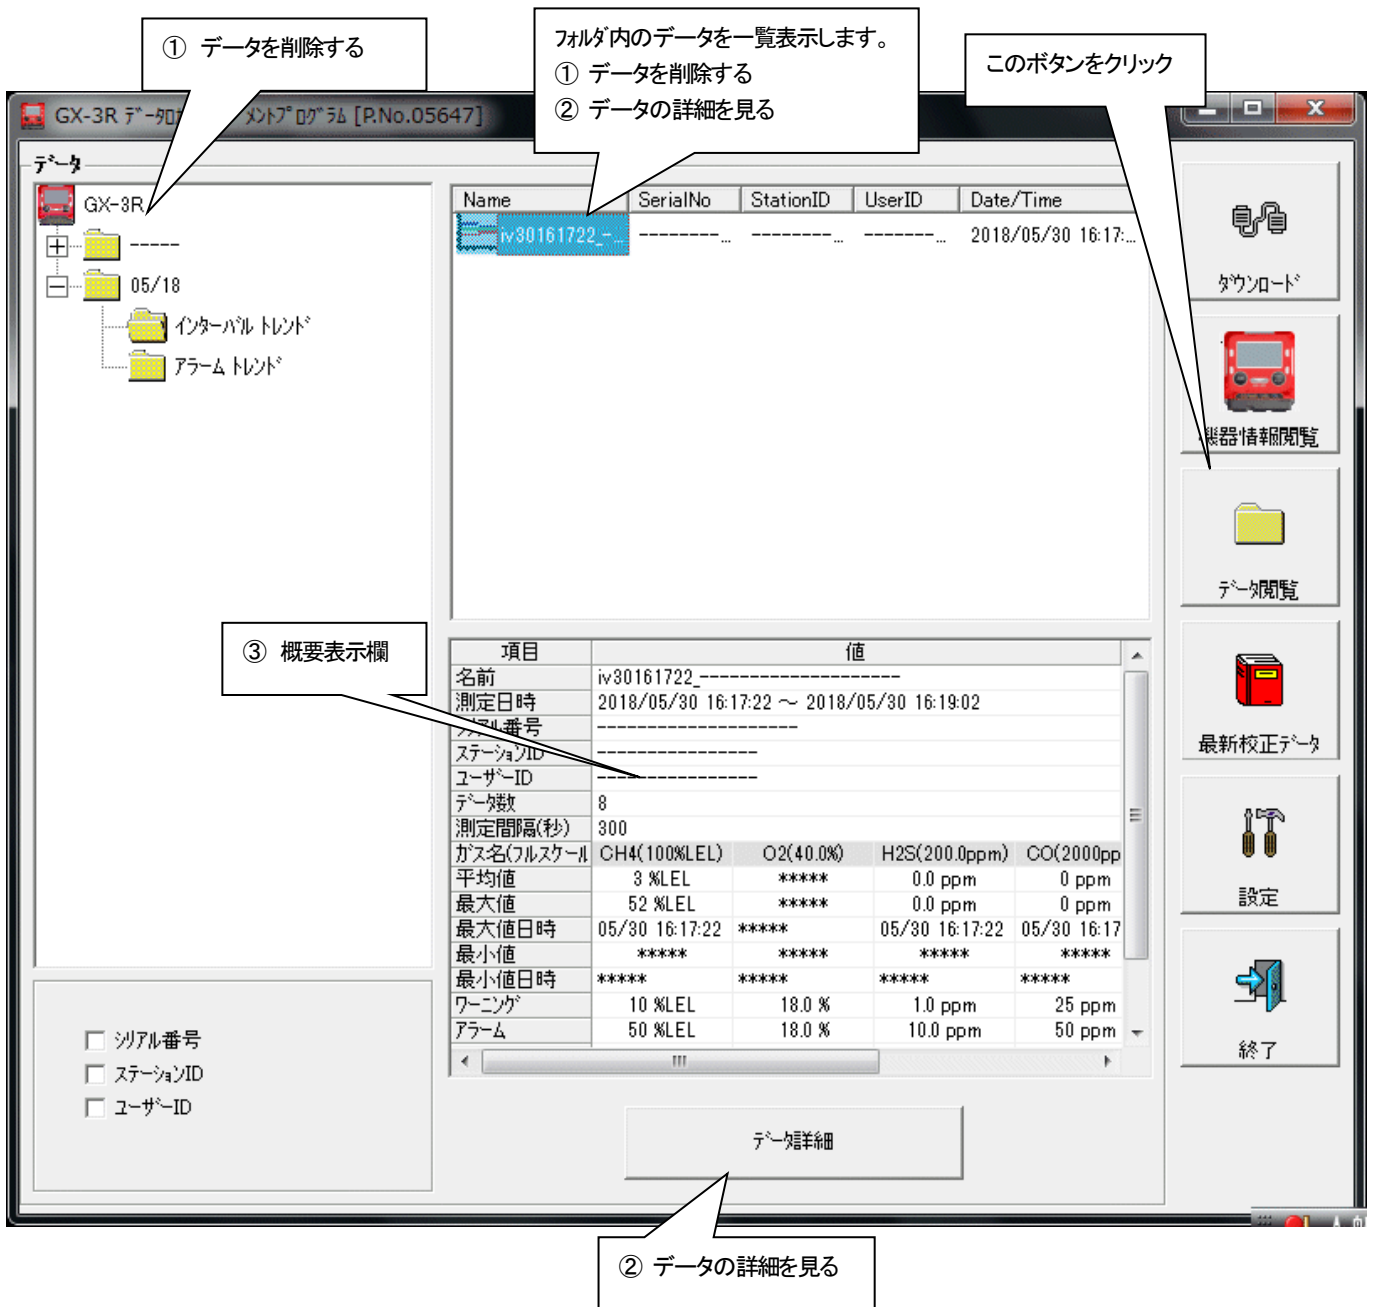 ① データを削除する
フォルダ内のデータを一覧表示します。
① データを削除する
② データの詳細を見る
このボタンをクリック
GX-3R データロ
メントプログラム [P.No.05647]
データ
GX-3R
-----
05/18
インターバル トレンド
アラーム トレンド
Name SerialNo StationID UserID Date/Time
iv30161722_-... --------... --------... -------... 2018/05/30 16:17:...
ダウンロード
機器情報閲覧
データ閲覧
最新校正データ
設定
終了
③ 概要表示欄
項目 値
名前 iv30161722_--------------------
測定日時 2018/05/30 16:17:22 ～ 2018/05/30 16:19:02
シリアル番号 --------------------
ステーションID ----------------
ユーザーID ----------------
データ数 8
測定間隔(秒) 300
ガス名(フルスケール CH4(100%LEL) O2(40.0%) H2S(200.0ppm) CO(2000pp
平均値 3 %LEL ***** 0.0 ppm 0 ppm
最大値 52 %LEL ***** 0.0 ppm 0 ppm
最大値日時 05/30 16:17:22 ***** 05/30 16:17:22 05/30 16:17
最小値 ***** ***** ***** *****
最小値日時 ***** ***** ***** *****
ワーニング 10 %LEL 18.0 % 1.0 ppm 25 ppm
アラーム 50 %LEL 18.0 % 10.0 ppm 50 ppm
シリアル番号
ステーションID
ユーザーID
データ詳細
② データの詳細を見る